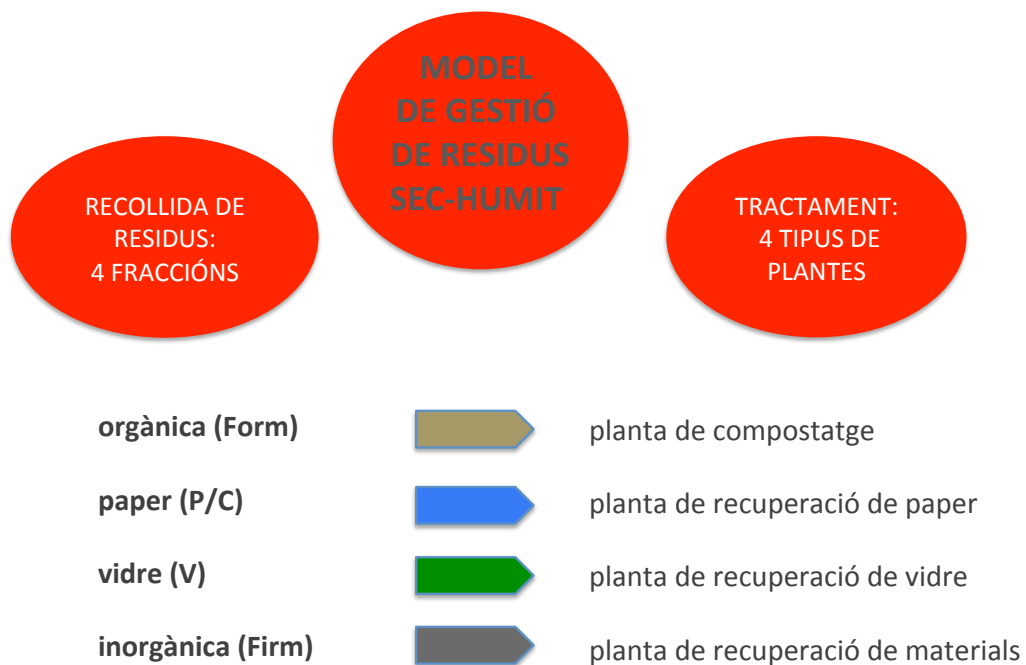 MODEL
DE GESTIÓ
DE RESIDUS
SEC-HUMIT
RECOLLIDA DE
RESIDUS:
4 FRACCIÓNS
TRACTAMENT:
4 TIPUS DE
PLANTES
orgànica (Form)
planta de compostatge
paper (P/C)
planta de recuperació de paper
vidre (V)
planta de recuperació de vidre
inorgànica (Firm)
planta de recuperació de materials